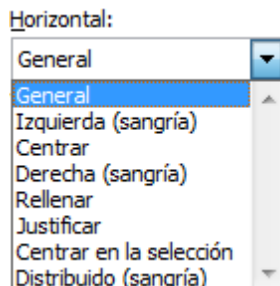 Horizontal:
General
General
Izquierda (sangría)
Centrar
Derecha (sangría)
Rellenar
Justificar
Centrar en la selección
Distribuido (sangría)